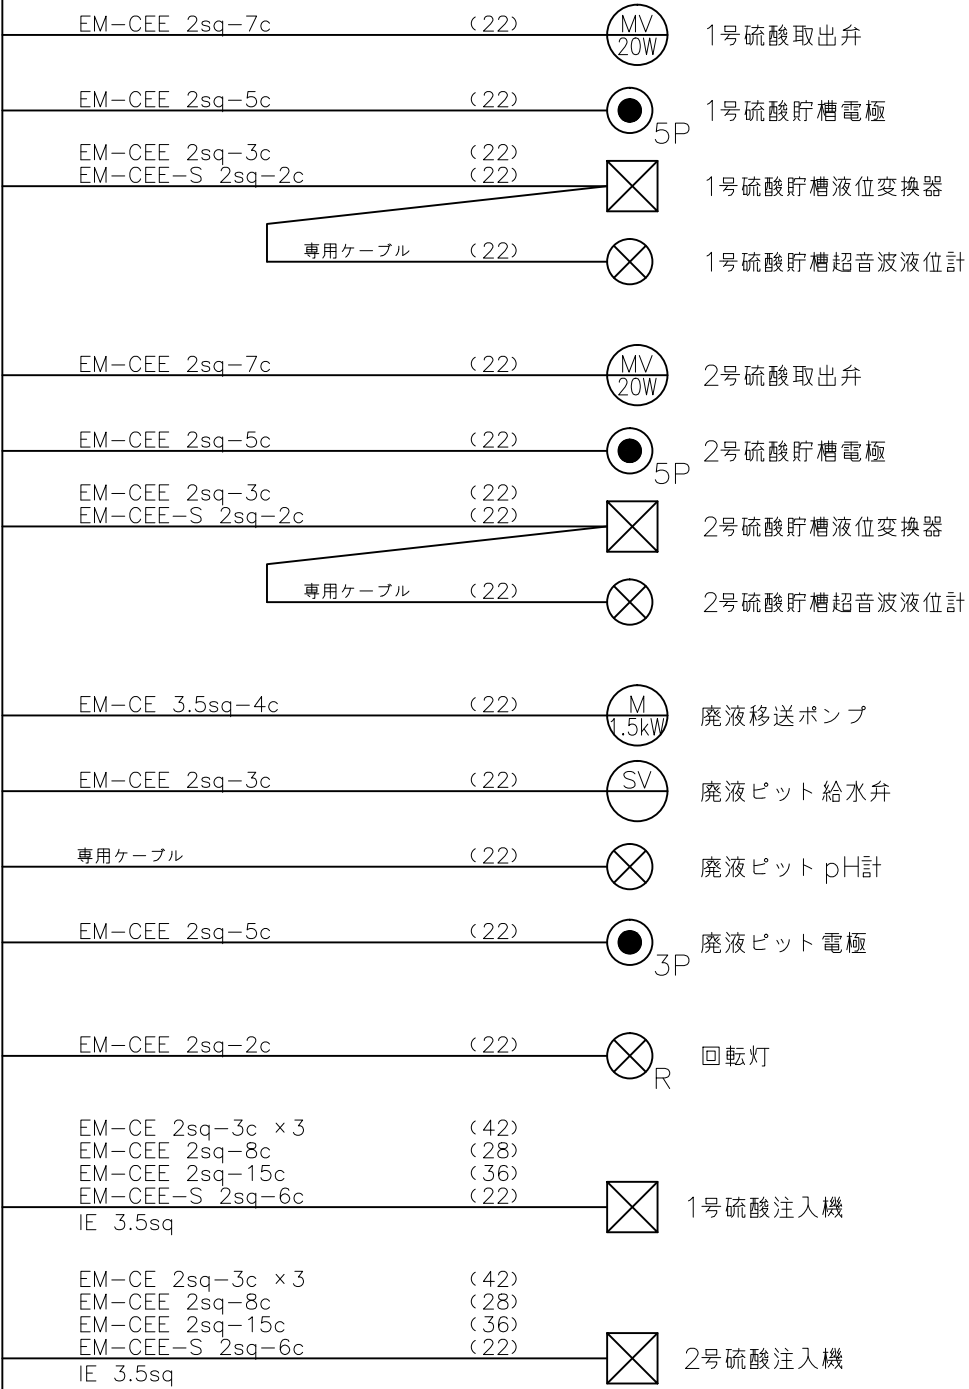 EM-CEE 2sq-7c (22) MV 20W 1号硫酸取出弁
EM-CEE 2sq-5c (22) 5P 1号硫酸貯槽電極
EM-CEE 2sq-3c (22)
EM-CEE-S 2sq-2c (22) 1号硫酸貯槽液位変換器
専用ケーブル (22) 1号硫酸貯槽超音波液位計
EM-CEE 2sq-7c (22) MV 20W 2号硫酸取出弁
EM-CEE 2sq-5c (22) 5P 2号硫酸貯槽電極
EM-CEE 2sq-3c (22)
EM-CEE-S 2sq-2c (22) 2号硫酸貯槽液位変換器
専用ケーブル (22) 2号硫酸貯槽超音波液位計
EM-CE 3.5sq-4c (22) M 1.5kW 廃液移送ポンプ
EM-CEE 2sq-3c (22) SV 廃液ピット給水弁
専用ケーブル (22) 廃液ピットpH計
EM-CEE 2sq-5c (22) 3P 廃液ピット電極
EM-CEE 2sq-2c (22) R 回転灯
EM-CE 2sq-3c ×3 (42)
EM-CEE 2sq-8c (28)
EM-CEE 2sq-15c (36)
EM-CEE-S 2sq-6c (22) 1号硫酸注入機
IE 3.5sq
EM-CE 2sq-3c ×3 (42)
EM-CEE 2sq-8c (28)
EM-CEE 2sq-15c (36)
EM-CEE-S 2sq-6c (22) 2号硫酸注入機
IE 3.5sq